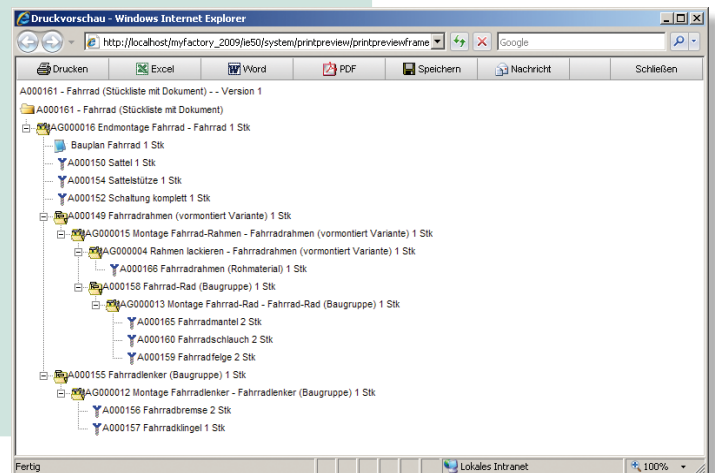 Druckvorschau - Windows Internet Explorer
http://localhost/myfactory_2009/ie50/system/printpreview/printpreviewframe
Google
Drucken Excel Word PDF Speichern Nachricht Schließen
A000161 - Fahrrad (Stückliste mit Dokument) - - Version 1
A000161 - Fahrrad (Stückliste mit Dokument)
AG000016 Endmontage Fahrrad - Fahrrad 1 Stk
Bauplan Fahrrad 1 Stk
A000150 Sattel 1 Stk
A000154 Sattelstütze 1 Stk
A000152 Schaltung komplett 1 Stk
A000149 Fahrradrahmen (vormontiert Variante) 1 Stk
AG000015 Montage Fahrrad-Rahmen - Fahrradrahmen (vormontiert Variante) 1 Stk
AG000004 Rahmen lackieren - Fahrradrahmen (vormontiert Variante) 1 Stk
A000166 Fahrradrahmen (Rohmaterial) 1 Stk
A000158 Fahrrad-Rad (Baugruppe) 1 Stk
AG000013 Montage Fahrrad-Rad - Fahrrad-Rad (Baugruppe) 1 Stk
A000165 Fahrradmantel 2 Stk
A000160 Fahrradschlauch 2 Stk
A000159 Fahrradfelge 2 Stk
A000155 Fahrradlenker (Baugruppe) 1 Stk
AG000012 Montage Fahrradlenker - Fahrradlenker (Baugruppe) 1 Stk
A000156 Fahrradbremse 2 Stk
A000157 Fahrradklingel 1 Stk
Fertig Lokales Intranet 100%